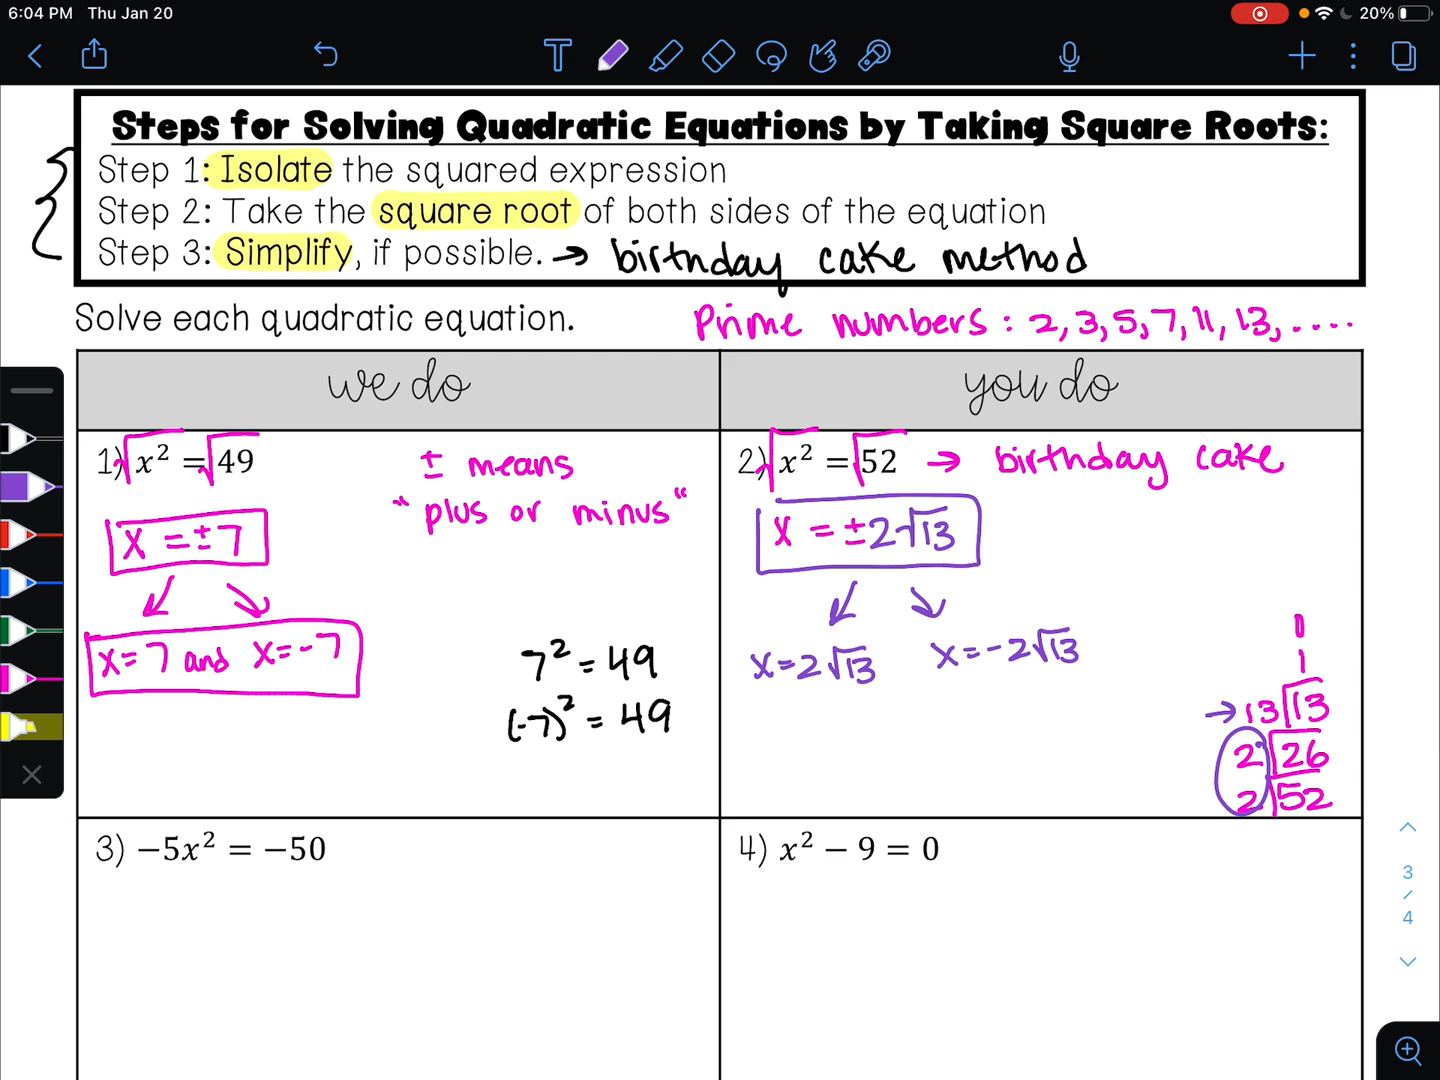 6:04 PM Thu Jan 20 20%
Steps for Solving Quadratic Equations by Taking Square Roots:
Step 1: Isolate the squared expression
Step 2: Take the square root of both sides of the equation
Step 3: Simplify, if possible. → birthday cake method
Solve each quadratic equation.
Prime numbers: 2, 3, 5, 7, 11, 13, ....
we do
you do
1) √x² = √49
± means
"plus or minus"
x = ±7
x=7 and x=-7
7² = 49
(-7)² = 49
2) √x² = √52 → birthday cake
x = ±2√13
x=2√13
x=-2√13
0
1
→ 13 13
2 26
2 52
3) −5x² = −50
4) x² − 9 = 0
3
/
4